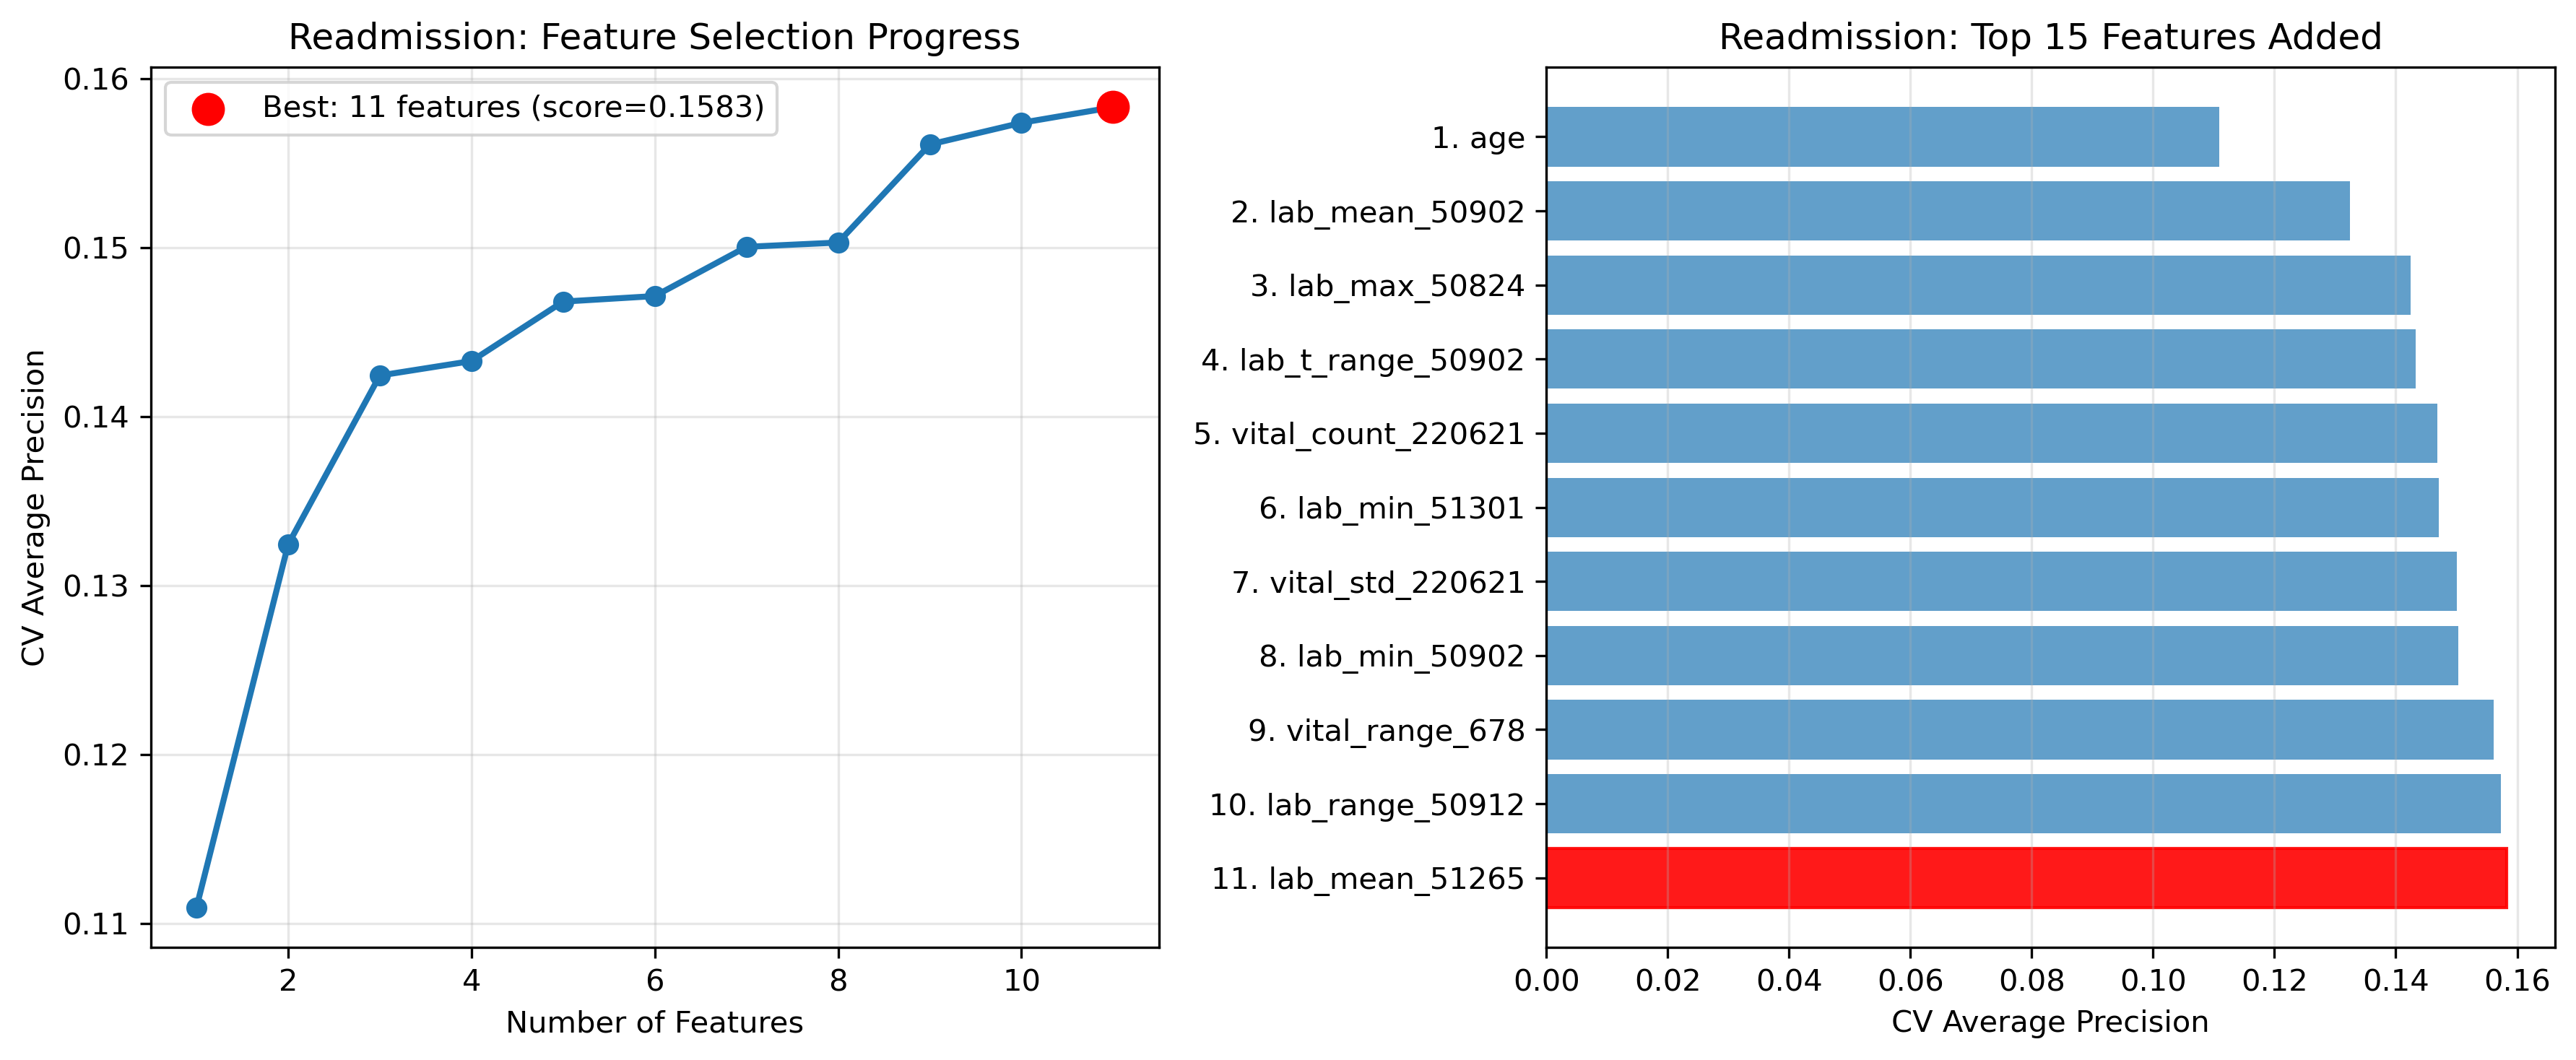 Readmission: Feature Selection Progress
Best: 11 features (score=0.1583)
0.16
0.15
0.14
0.13
0.12
0.11
CV Average Precision
2 4 6 8 10
Number of Features
Readmission: Top 15 Features Added
1. age
2. lab_mean_50902
3. lab_max_50824
4. lab_t_range_50902
5. vital_count_220621
6. lab_min_51301
7. vital_std_220621
8. lab_min_50902
9. vital_range_678
10. lab_range_50912
11. lab_mean_51265
0.00 0.02 0.04 0.06 0.08 0.10 0.12 0.14 0.16
CV Average Precision